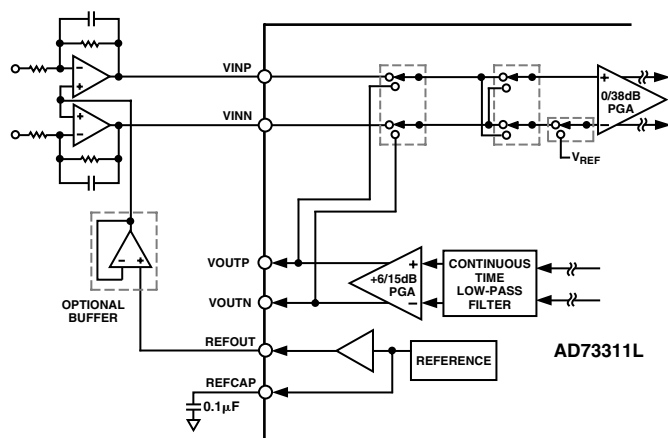 VINP
VINN
0/38dB
PGA
VREF
VOUTP
VOUTN
+6/15dB
PGA
CONTINUOUS
TIME
LOW-PASS
FILTER
OPTIONAL
BUFFER
REFOUT
REFERENCE
AD73311L
REFCAP
0.1μF